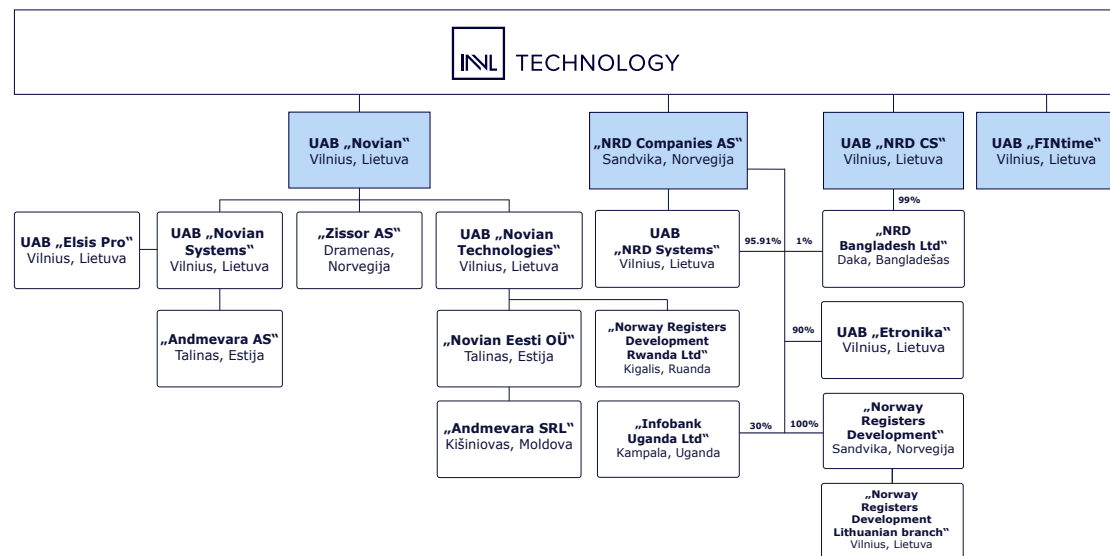 INVL TECHNOLOGY
UAB „Novian“
Vilnius, Lietuva
„NRD Companies AS“
Sandvika, Norvegija
UAB „NRD CS“
Vilnius, Lietuva
UAB „FINtime“
Vilnius, Lietuva
99%
UAB „Elsis Pro“
Vilnius, Lietuva
UAB „Novian
Systems“
Vilnius, Lietuva
„Zissor AS“
Dramenas,
Norvegija
UAB „Novian
Technologies“
Vilnius, Lietuva
UAB
„NRD Systems“
Vilnius, Lietuva
95.91%
1%
„NRD
Bangladesh Ltd“
Daka, Bangladešas
„Andmevara AS“
Talinas, Estija
„Novian Eesti OÜ“
Talinas, Estija
„Norway Registers
Development
Rwanda Ltd“
Kigalis, Ruanda
90%
UAB „Etronika“
Vilnius, Lietuva
„Andmevara SRL“
Kišiniovas, Moldova
„Infobank
Uganda Ltd“
Kampala, Uganda
30%
100%
„Norway
Registers
Development“
Sandvika, Norvegija
„Norway
Registers
Development
Lithuanian branch“
Vilnius, Lietuva